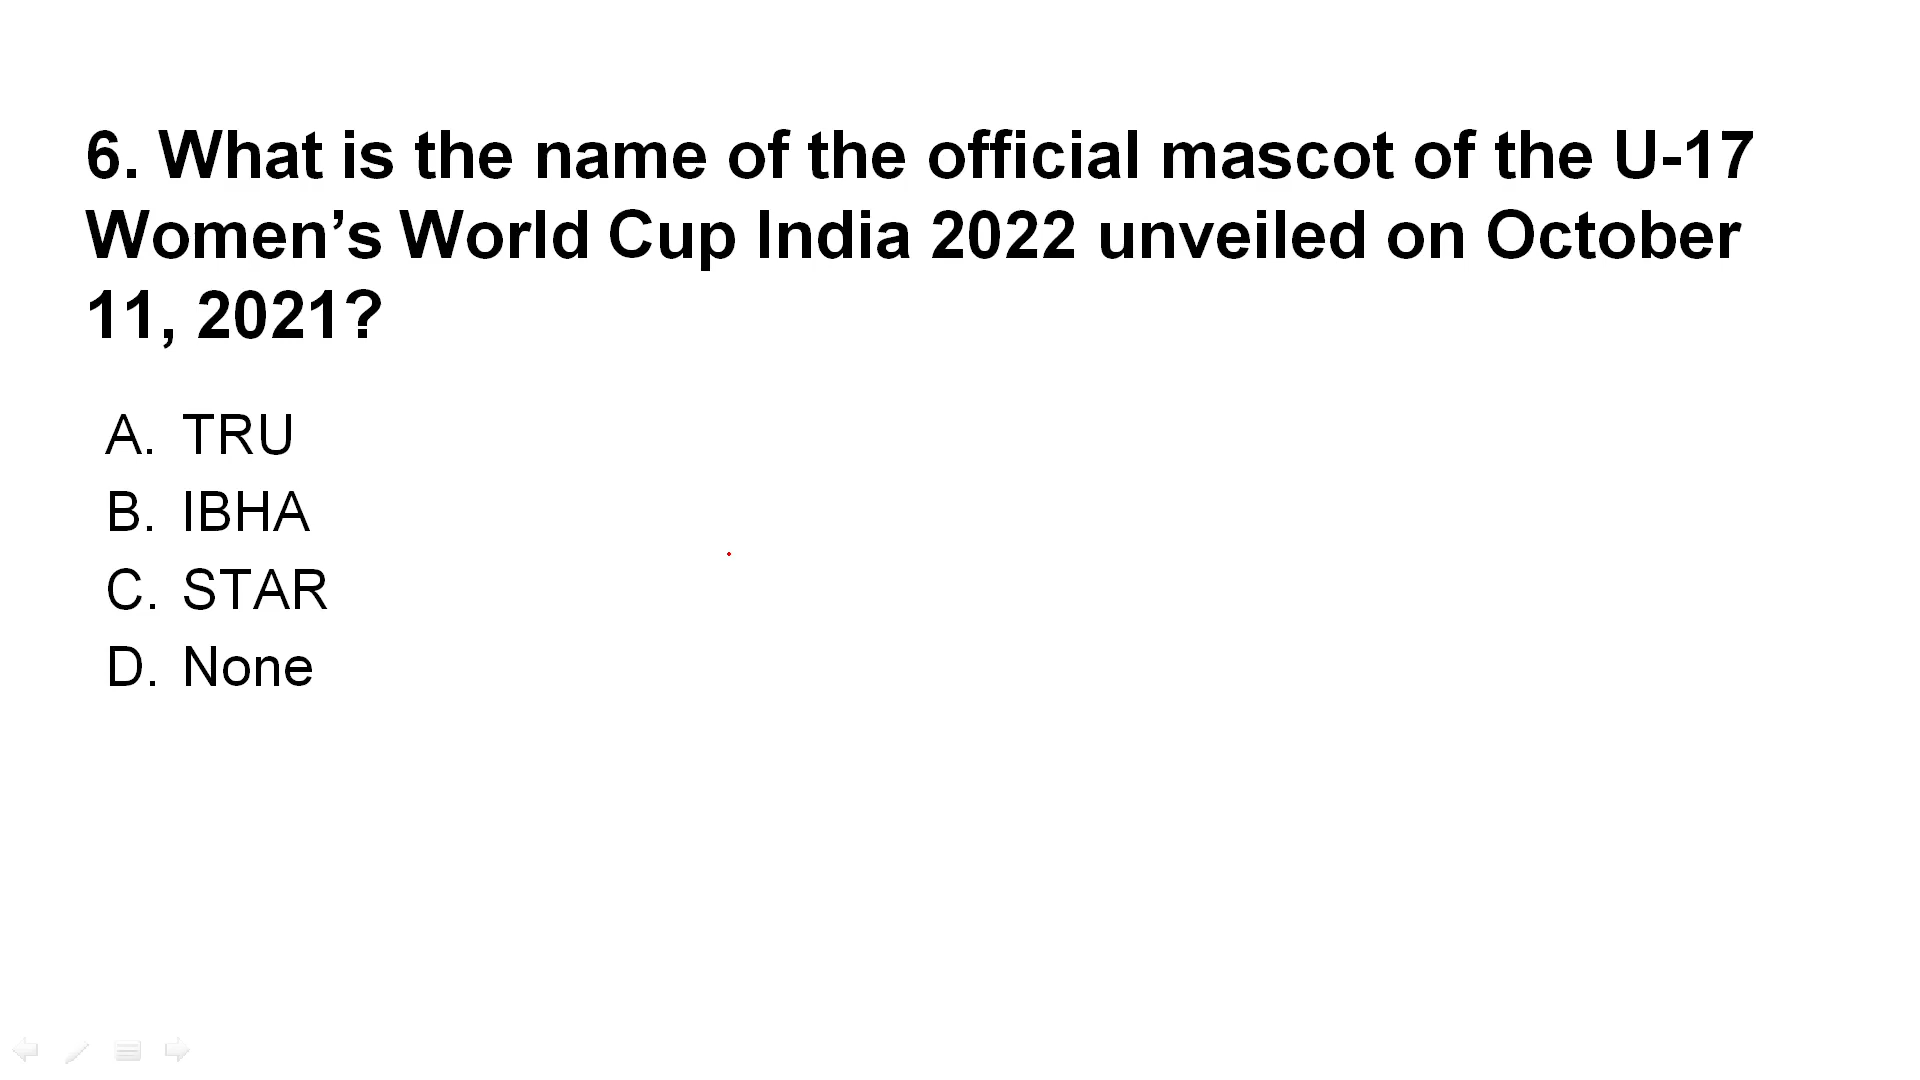 6. What is the name of the official mascot of the U-17
Women’s World Cup India 2022 unveiled on October
11, 2021?
A. TRU
B. IBHA
C. STAR
D. None